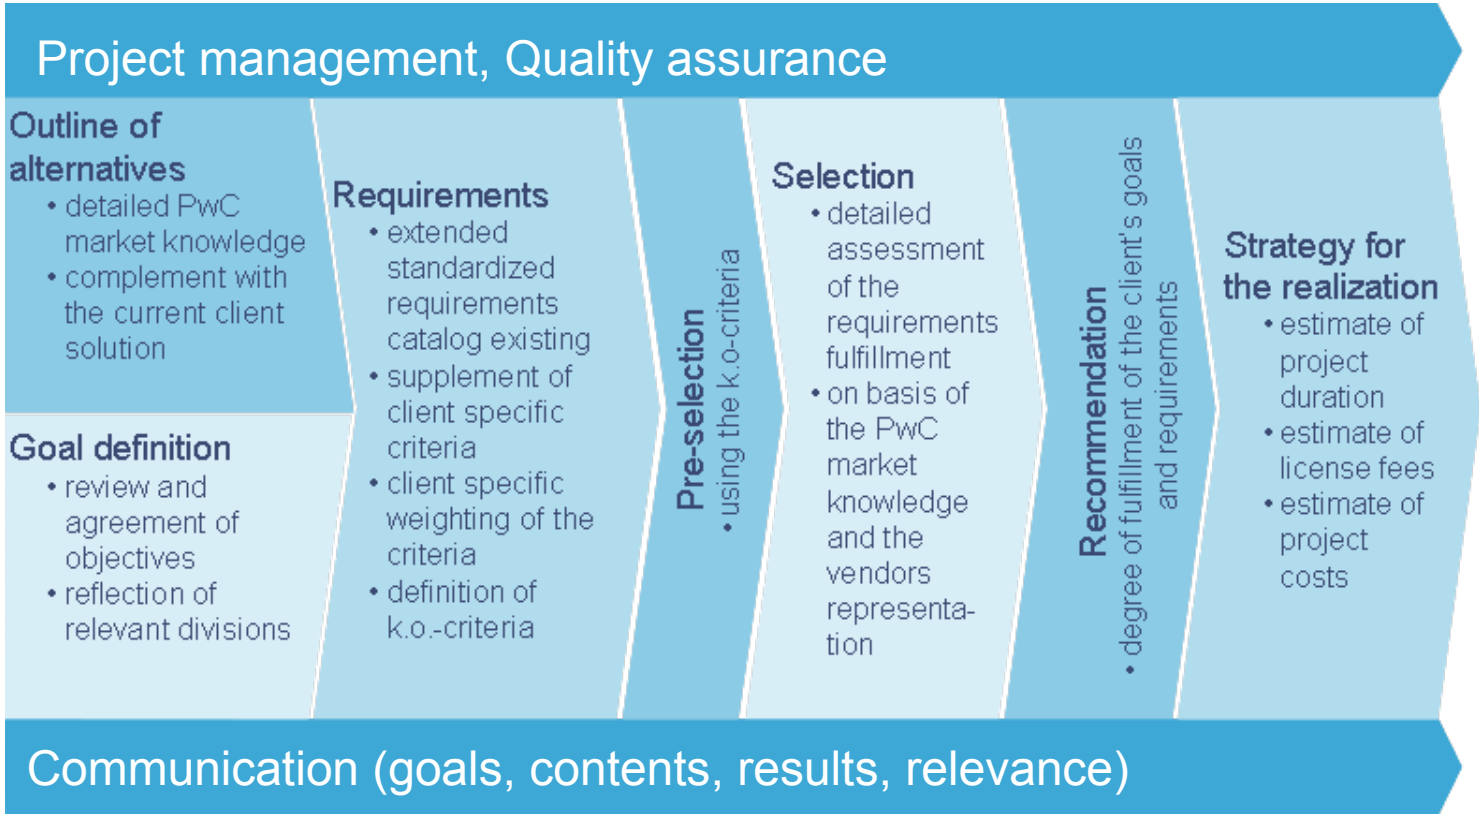 Project management, Quality assurance
Outline of
alternatives
• detailed PwC
market knowledge
• complement with
the current client
solution
Goal definition
• review and
agreement of
objectives
• reflection of
relevant divisions
Requirements
• extended
standardized
requirements
catalog existing
• supplement of
client specific
criteria
• client specific
weighting of the
criteria
• definition of
k.o.-criteria
Pre-selection
• using the k.o-criteria
Selection
• detailed
assessment
of the
requirements
fulfillment
• on basis of
the PwC
market
knowledge
and the
vendors
representa-
tion
Recommendation
• degree of fulfillment of the client's goals
and requirements
Strategy for
the realization
• estimate of
project
duration
• estimate of
license fees
• estimate of
project
costs
Communication (goals, contents, results, relevance)